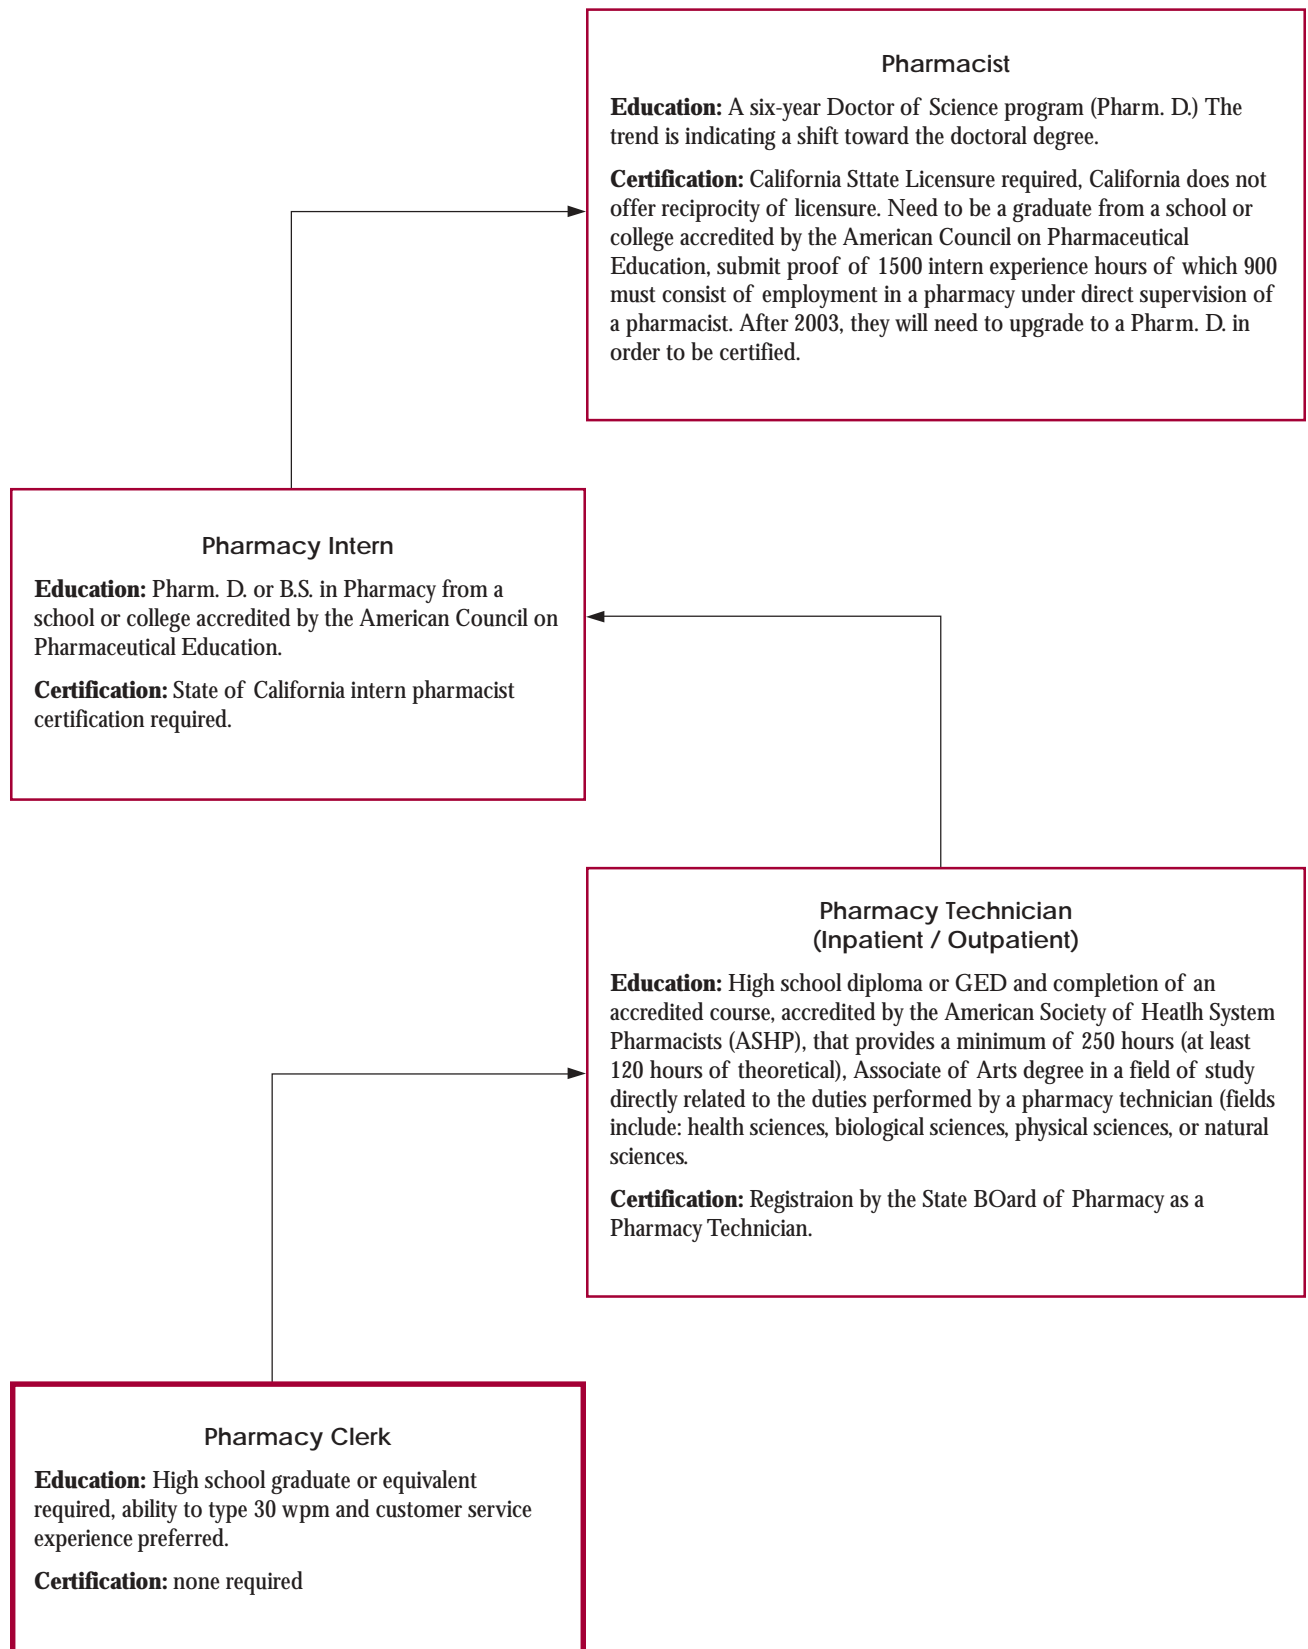 Pharmacist
Education: A six-year Doctor of Science program (Pharm. D.) The
trend is indicating a shift toward the doctoral degree.
Certification: California Sttate Licensure required, California does not
offer reciprocity of licensure. Need to be a graduate from a school or
college accredited by the American Council on Pharmaceutical
Education, submit proof of 1500 intern experience hours of which 900
must consist of employment in a pharmacy under direct supervision of
a pharmacist. After 2003, they will need to upgrade to a Pharm. D. in
order to be certified.
Pharmacy Intern
Education: Pharm. D. or B.S. in Pharmacy from a
school or college accredited by the American Council on
Pharmaceutical Education.
Certification: State of California intern pharmacist
certification required.
Pharmacy Technician
(Inpatient / Outpatient)
Education: High school diploma or GED and completion of an
accredited course, accredited by the American Society of Heatlh System
Pharmacists (ASHP), that provides a minimum of 250 hours (at least
120 hours of theoretical), Associate of Arts degree in a field of study
directly related to the duties performed by a pharmacy technician (fields
include: health sciences, biological sciences, physical sciences, or natural
sciences.
Certification: Registraion by the State BOard of Pharmacy as a
Pharmacy Technician.
Pharmacy Clerk
Education: High school graduate or equivalent
required, ability to type 30 wpm and customer service
experience preferred.
Certification: none required